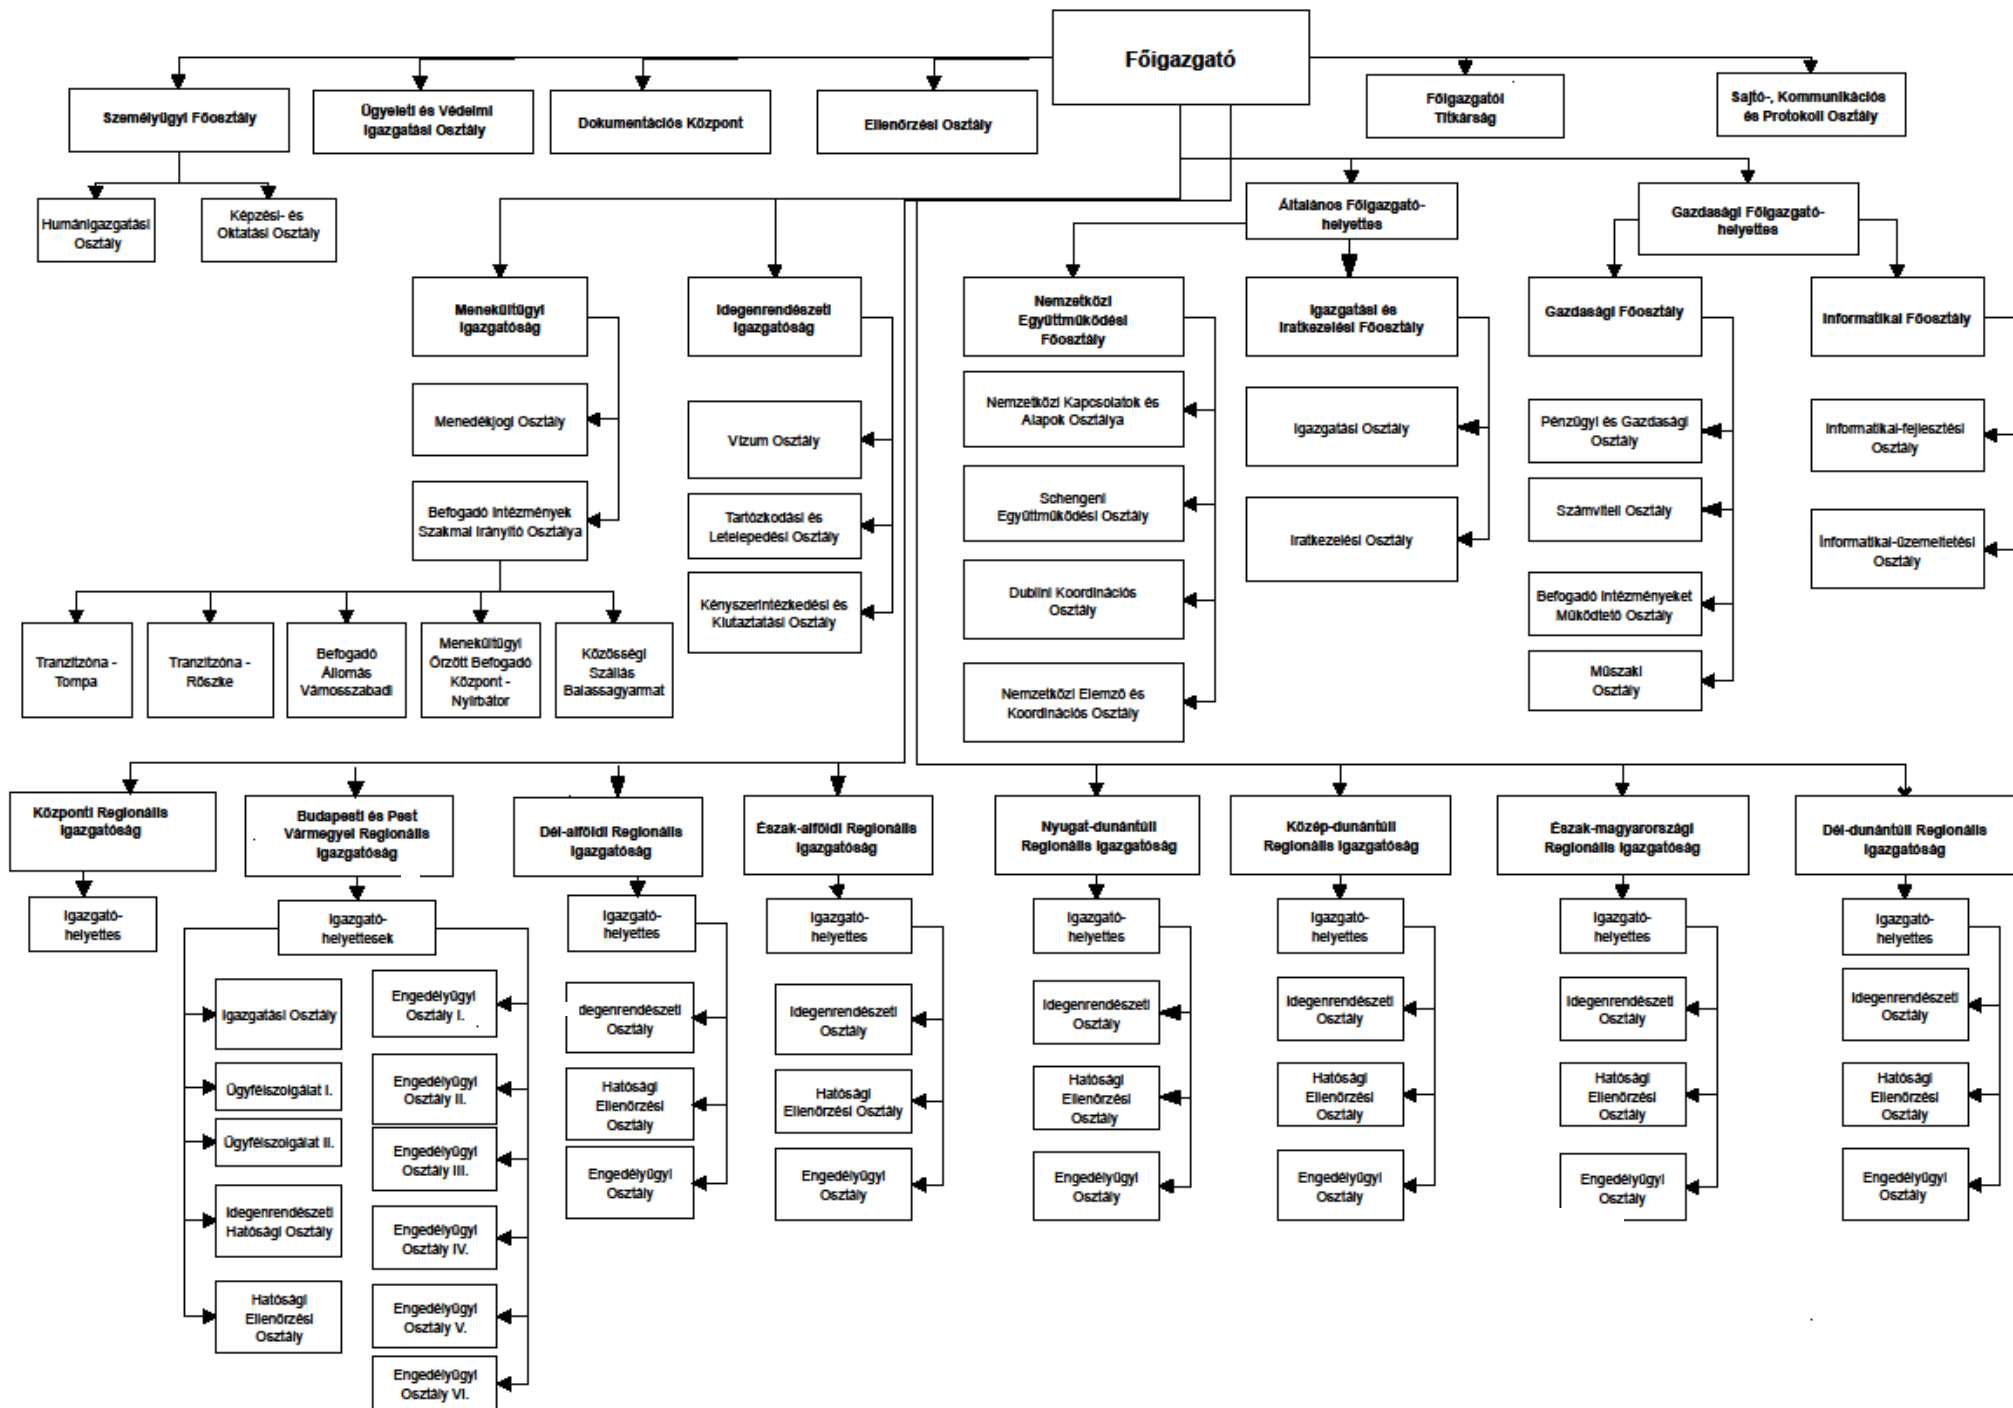 Főigazgató
Személyügyi Főosztály
Ügyeleti és Védelmi
Igazgatási Osztály
Dokumentációs Központ
Ellenőrzési Osztály
Főigazgatói
Titkárság
Sajtó-, Kommunikációs
és Protokoll Osztály
Humánigazgatási
Osztály
Képzési- és
Oktatási Osztály
Általános Főigazgató-
helyettes
Gazdasági Főigazgató-
helyettes
Menekültügyi
Igazgatóság
Idegenrendészeti
Igazgatóság
Nemzetközi
Együttműködési
Főosztály
Igazgatási és
Iratkezelési Főosztály
Gazdasági Főosztály
Informatikai Főosztály
Menedékjogi Osztály
Vízum Osztály
Nemzetközi Kapcsolatok és
Alapok Osztálya
Igazgatási Osztály
Pénzügyi és Gazdasági
Osztály
Informatikai-fejlesztési
Osztály
Befogadó Intézmények
Szakmai Irányító Osztálya
Tartózkodási és
Letelepedési Osztály
Schengeni
Együttműködési Osztály
Iratkezelési Osztály
Számviteli Osztály
Informatikai-üzemeltetési
Osztály
Kényszerintézkedési és
Kiutaztatási Osztály
Dublini Koordinációs
Osztály
Befogadó Intézményeket
Működtető Osztály
Nemzetközi Elemző és
Koordinációs Osztály
Műszaki
Osztály
Tranzitzóna -
Tompa
Tranzitzóna -
Röszke
Befogadó
Állomás
Vámosszabadi
Menekültügyi
Őrzött Befogadó
Központ -
Nyírbátor
Közösségi
Szállás
Balassagyarmat
Központi Regionális
Igazgatóság
Budapesti és Pest
Vármegyei Regionális
Igazgatóság
Dél-alföldi Regionális
Igazgatóság
Észak-alföldi Regionális
Igazgatóság
Nyugat-dunántúli
Regionális Igazgatóság
Közép-dunántúli
Regionális Igazgatóság
Észak-magyarországi
Regionális Igazgatóság
Dél-dunántúli Regionális
Igazgatóság
Igazgató-
helyettes
Igazgató-
helyettesek
Igazgató-
helyettes
Igazgató-
helyettes
Igazgató-
helyettes
Igazgató-
helyettes
Igazgató-
helyettes
Igazgató-
helyettes
Igazgatási Osztály
Ügyfélszolgálat I.
Ügyfélszolgálat II.
Idegenrendészeti
Hatósági Osztály
Hatósági
Ellenőrzési
Osztály
Engedélyügyi
Osztály I.
Engedélyügyi
Osztály II.
Engedélyügyi
Osztály III.
Engedélyügyi
Osztály IV.
Engedélyügyi
Osztály V.
Engedélyügyi
Osztály VI.
Idegenrendészeti
Osztály
Hatósági
Ellenőrzési
Osztály
Engedélyügyi
Osztály
Idegenrendészeti
Osztály
Hatósági
Ellenőrzési Osztály
Engedélyügyi
Osztály
Idegenrendészeti
Osztály
Hatósági
Ellenőrzési
Osztály
Engedélyügyi
Osztály
Idegenrendészeti
Osztály
Hatósági
Ellenőrzési
Osztály
Engedélyügyi
Osztály
Idegenrendészeti
Osztály
Hatósági
Ellenőrzési
Osztály
Engedélyügyi
Osztály
Idegenrendészeti
Osztály
Hatósági
Ellenőrzési
Osztály
Engedélyügyi
Osztály